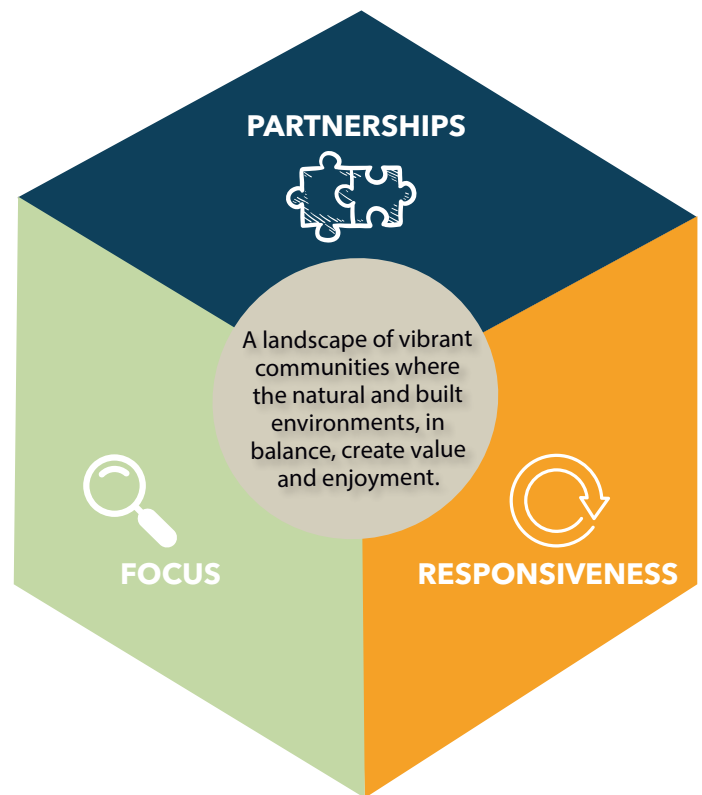 PARTNERSHIPS
A landscape of vibrant
communities where
the natural and built
environments, in
balance, create value
and enjoyment.
FOCUS
RESPONSIVENESS